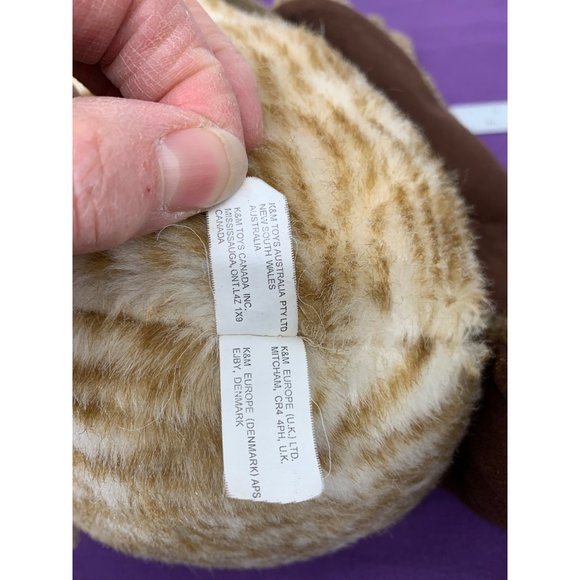 K&M TOYS AUSTRALIA PTY LTD
NEW SOUTH WALES
AUSTRALIA
K&M TOYS CANADA INC.
MISSISSAUGA, ONT.L4Z 1X9
CANADA
K&M EUROPE (U.K.) LTD.
MITCHAM, CR4 4PH, U.K.
K&M EUROPE (DENMARK) APS
EJBY, DENMARK